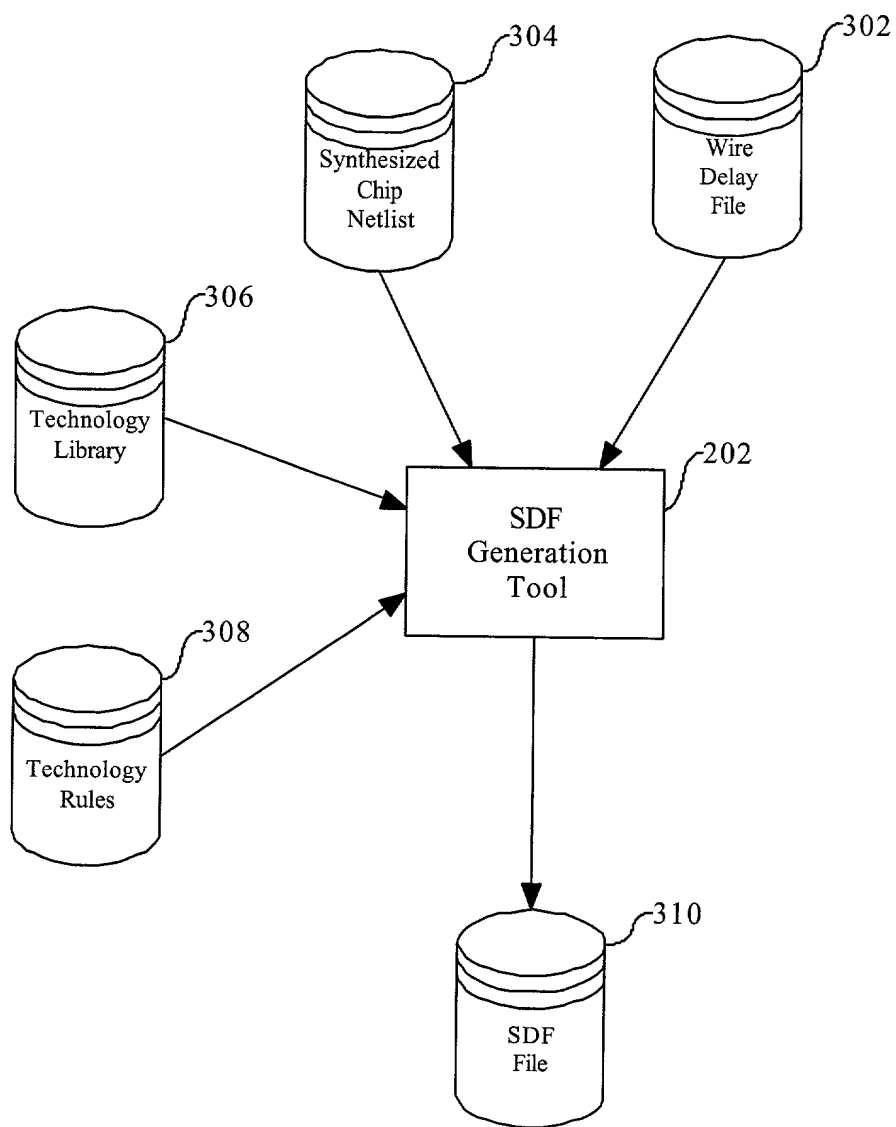 304
302
Synthesized
Chip
Netlist
Wire
Delay
File
306
Technology
Library
202
SDF
Generation
Tool
308
Technology
Rules
310
SDF
File